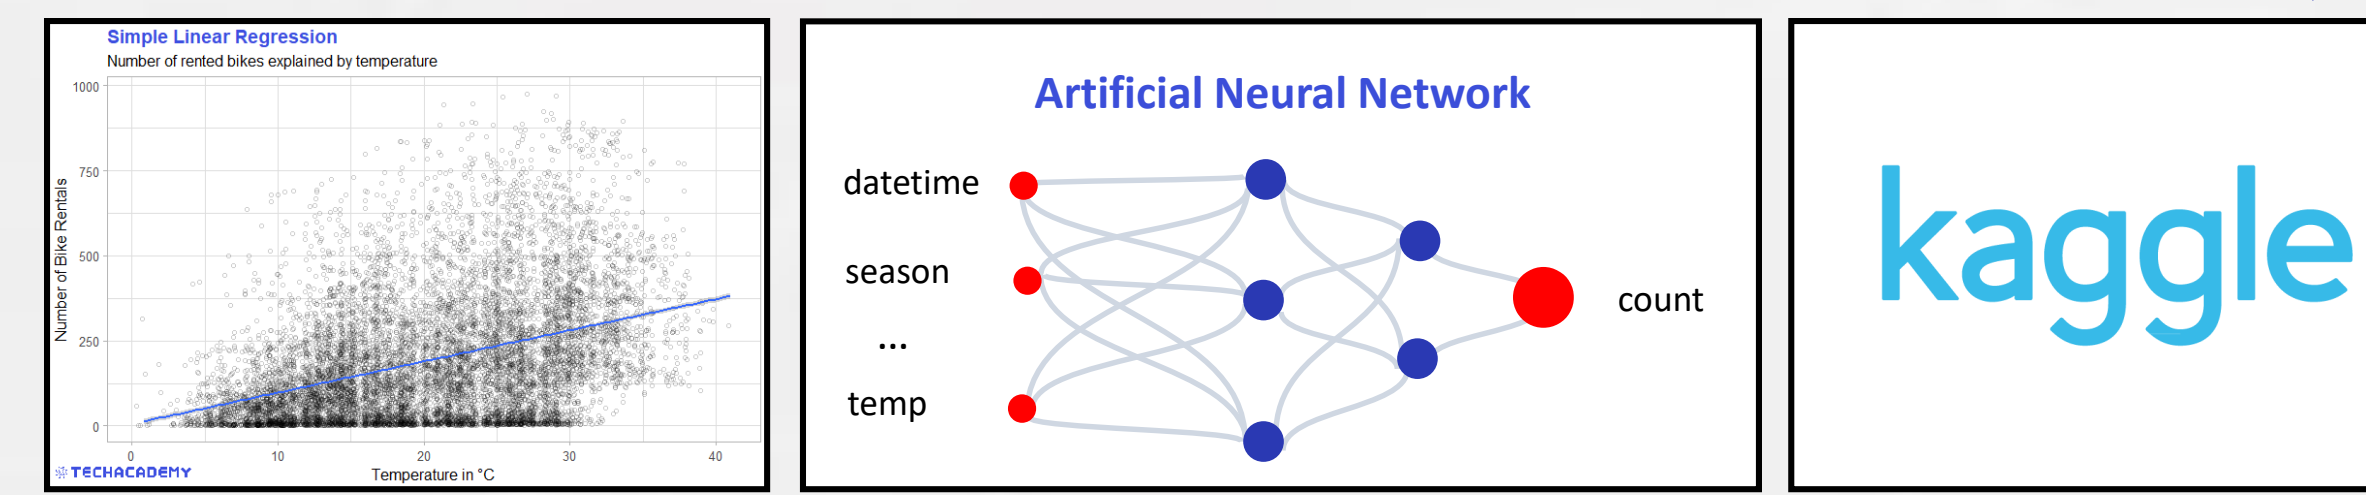 Simple Linear Regression
Number of rented bikes explained by temperature
Number of Bike Rentals
1000
750
500
250
0
0 10 20 30 40
Temperature in °C
TECHACADEMY
Artificial Neural Network
datetime
season
...
temp
count
kaggle